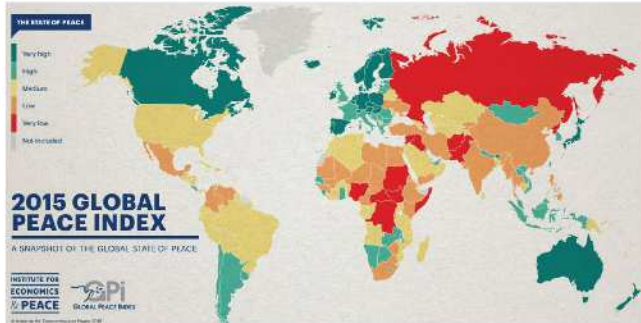 THE STATE OF PEACE
Very high
High
Medium
Low
Very low
Not included
2015 GLOBAL
PEACE INDEX
A SNAPSHOT OF THE GLOBAL STATE OF PEACE
INSTITUTE FOR
ECONOMICS
& PEACE
GPi
GLOBAL PEACE INDEX